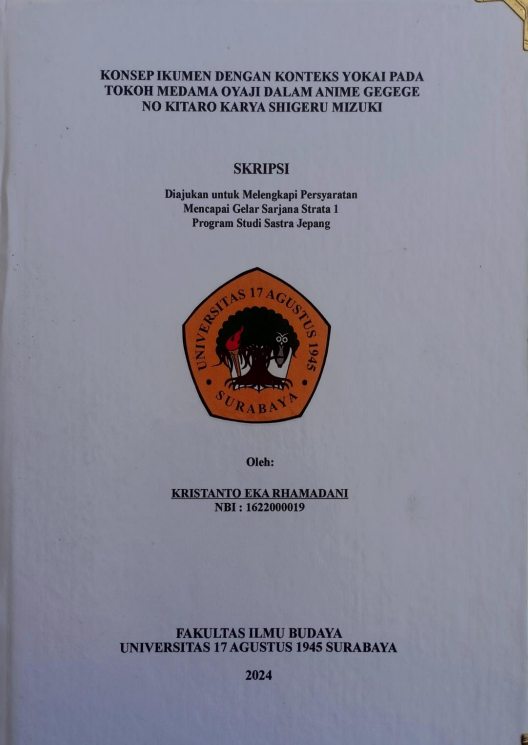 KONSEP IKUMEN DENGAN KONTEKS YOKAI PADA
TOKOH MEDAMA OYAJI DALAM ANIME GEGEGE
NO KITARO KARYA SHIGERU MIZUKI
SKRIPSI
Diajukan untuk Melengkapi Persyaratan
Mencapai Gelar Sarjana Strata 1
Program Studi Sastra Jepang
UNIVERSITAS 17 AGUSTUS 1945
SURABAYA
Oleh:
KRISTANTO EKA RHAMADANI
NBI : 1622000019
FAKULTAS ILMU BUDAYA
UNIVERSITAS 17 AGUSTUS 1945 SURABAYA
2024